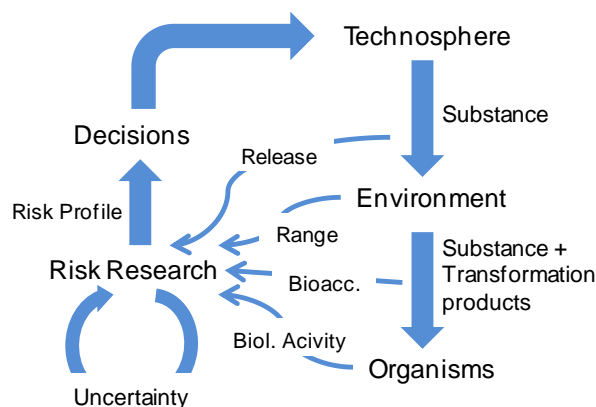 Technosphere
Substance
Decisions
Release
Environment
Risk Profile
Range
Substance +
Transformation
products
Risk Research
Bioacc.
Biol. Acivity
Organisms
Uncertainty